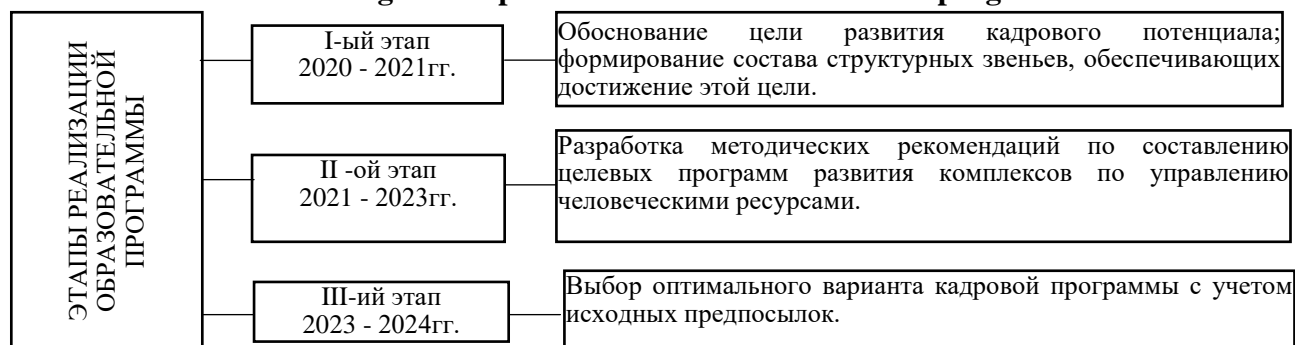 ЭТАПЫ РЕАЛИЗАЦИИ
ОБРАЗОВАТЕЛЬНОЙ
ПРОГРАММЫ
I-ый этап
2020 - 2021гг.
Обоснование цели развития кадрового потенциала;
формирование состава структурных звеньев, обеспечивающих
достижение этой цели.
II -ой этап
2021 - 2023гг.
Разработка методических рекомендаций по составлению
целевых программ развития комплексов по управлению
человеческими ресурсами.
III-ий этап
2023 - 2024гг.
Выбор оптимального варианта кадровой программы с учетом
исходных предпосылок.